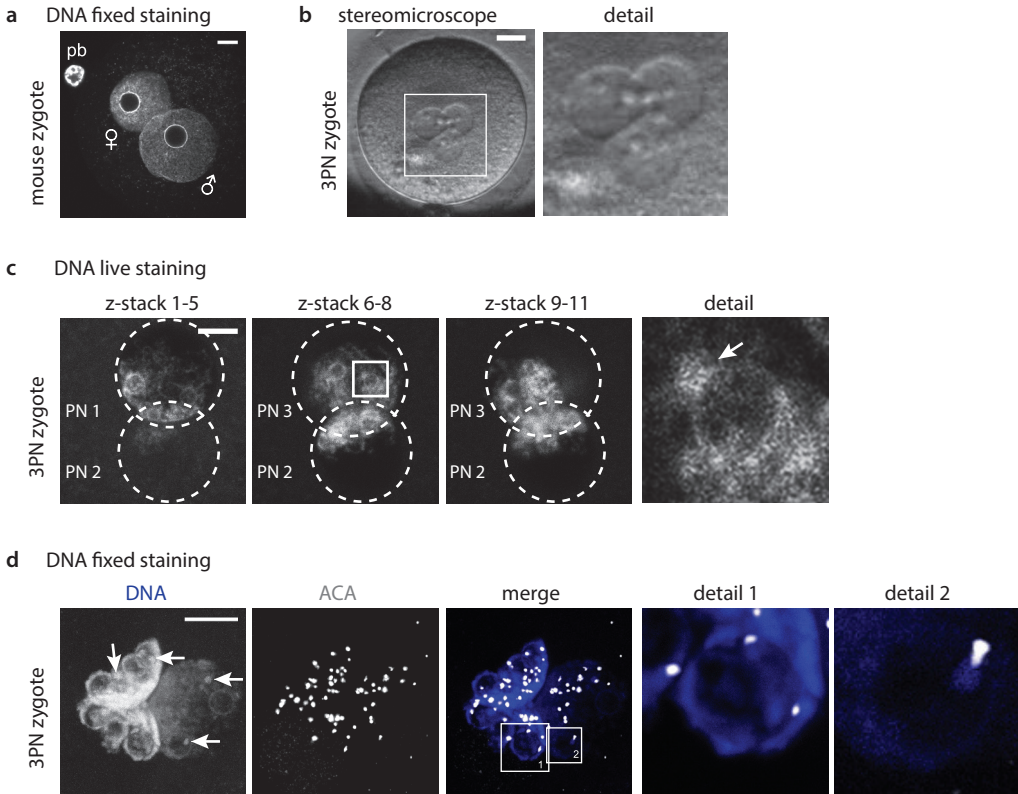 a DNA fixed staining
mouse zygote
pb
♀
♂
b stereomicroscope detail
3PN zygote
c DNA live staining
z-stack 1-5 z-stack 6-8 z-stack 9-11 detail
3PN zygote
PN 1 PN 3 PN 3
PN 2 PN 2 PN 2
d DNA fixed staining
DNA ACA merge detail 1 detail 2
3PN zygote
1 2